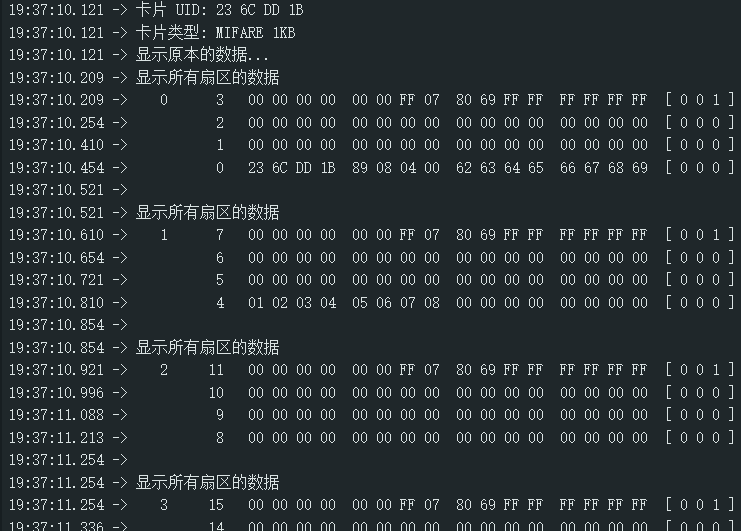 19:37:10.121 -> 卡片 UID: 23 6C DD 1B
19:37:10.121 -> 卡片类型: MIFARE 1KB
19:37:10.121 -> 显示原本的数据...
19:37:10.209 -> 显示所有扇区的数据
19:37:10.209 -> 0 3 00 00 00 00 00 00 FF 07 80 69 FF FF FF FF FF FF [ 0 0 1 ]
19:37:10.254 -> 2 00 00 00 00 00 00 00 00 00 00 00 00 00 00 00 00 [ 0 0 0 ]
19:37:10.410 -> 1 00 00 00 00 00 00 00 00 00 00 00 00 00 00 00 00 [ 0 0 0 ]
19:37:10.454 -> 0 23 6C DD 1B 89 08 04 00 62 63 64 65 66 67 68 69 [ 0 0 0 ]
19:37:10.521 ->
19:37:10.521 -> 显示所有扇区的数据
19:37:10.610 -> 1 7 00 00 00 00 00 00 FF 07 80 69 FF FF FF FF FF FF [ 0 0 1 ]
19:37:10.654 -> 6 00 00 00 00 00 00 00 00 00 00 00 00 00 00 00 00 [ 0 0 0 ]
19:37:10.721 -> 5 00 00 00 00 00 00 00 00 00 00 00 00 00 00 00 00 [ 0 0 0 ]
19:37:10.810 -> 4 01 02 03 04 05 06 07 08 00 00 00 00 00 00 00 00 [ 0 0 0 ]
19:37:10.854 ->
19:37:10.854 -> 显示所有扇区的数据
19:37:10.921 -> 2 11 00 00 00 00 00 00 FF 07 80 69 FF FF FF FF FF FF [ 0 0 1 ]
19:37:10.996 -> 10 00 00 00 00 00 00 00 00 00 00 00 00 00 00 00 00 [ 0 0 0 ]
19:37:11.088 -> 9 00 00 00 00 00 00 00 00 00 00 00 00 00 00 00 00 [ 0 0 0 ]
19:37:11.213 -> 8 00 00 00 00 00 00 00 00 00 00 00 00 00 00 00 00 [ 0 0 0 ]
19:37:11.254 ->
19:37:11.254 -> 显示所有扇区的数据
19:37:11.254 -> 3 15 00 00 00 00 00 00 FF 07 80 69 FF FF FF FF FF FF [ 0 0 1 ]
19:37:11.336 -> 14 00 00 00 00 00 00 00 00 00 00 00 00 00 00 00 00 [ 0 0 0 ]